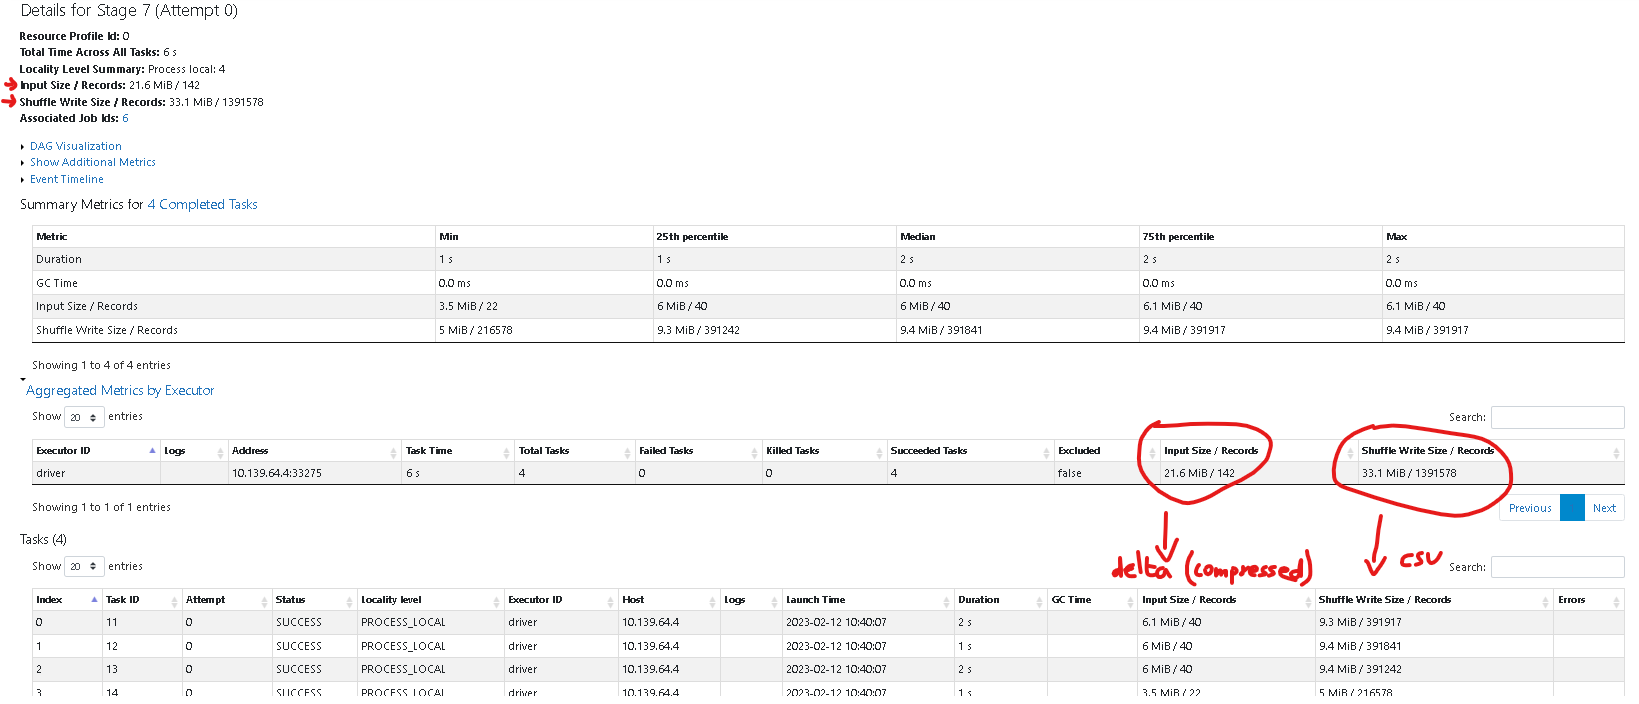 Details for Stage 7 (Attempt 0)
Resource Profile Id: 0
Total Time Across All Tasks: 6 s
Locality Level Summary: Process local: 4
Input Size / Records: 21.6 MiB / 142
Shuffle Write Size / Records: 33.1 MiB / 1391578
Associated Job Ids: 6
DAG Visualization
Show Additional Metrics
Event Timeline
Summary Metrics for 4 Completed Tasks
Metric Min 25th percentile Median 75th percentile Max
Duration 1 s 1 s 2 s 2 s 2 s
GC Time 0.0 ms 0.0 ms 0.0 ms 0.0 ms 0.0 ms
Input Size / Records 3.5 MiB / 22 6 MiB / 40 6 MiB / 40 6.1 MiB / 40 6.1 MiB / 40
Shuffle Write Size / Records 5 MiB / 216578 9.3 MiB / 391242 9.4 MiB / 391841 9.4 MiB / 391917 9.4 MiB / 391917
Showing 1 to 4 of 4 entries
Aggregated Metrics by Executor
Show 20 entries Search:
Executor ID Logs Address Task Time Total Tasks Failed Tasks Killed Tasks Succeeded Tasks Excluded Input Size / Records Shuffle Write Size / Records
driver 10.139.64.4:33275 6 s 4 0 0 4 false 21.6 MiB / 142 33.1 MiB / 1391578
Showing 1 to 1 of 1 entries Previous Next
Tasks (4)
delta (compressed) csv
Show 20 entries Search:
Index Task ID Attempt Status Locality level Executor ID Host Logs Launch Time Duration GC Time Input Size / Records Shuffle Write Size / Records Errors
0 11 0 SUCCESS PROCESS_LOCAL driver 10.139.64.4 2023-02-12 10:40:07 2 s 6.1 MiB / 40 9.3 MiB / 391917
1 12 0 SUCCESS PROCESS_LOCAL driver 10.139.64.4 2023-02-12 10:40:07 1 s 6 MiB / 40 9.4 MiB / 391841
2 13 0 SUCCESS PROCESS_LOCAL driver 10.139.64.4 2023-02-12 10:40:07 2 s 6 MiB / 40 9.4 MiB / 391242
3 14 0 SUCCESS PROCESS_LOCAL driver 10.139.64.4 2023-02-12 10:40:07 1 s 3.5 MiB / 22 5 MiB / 216578